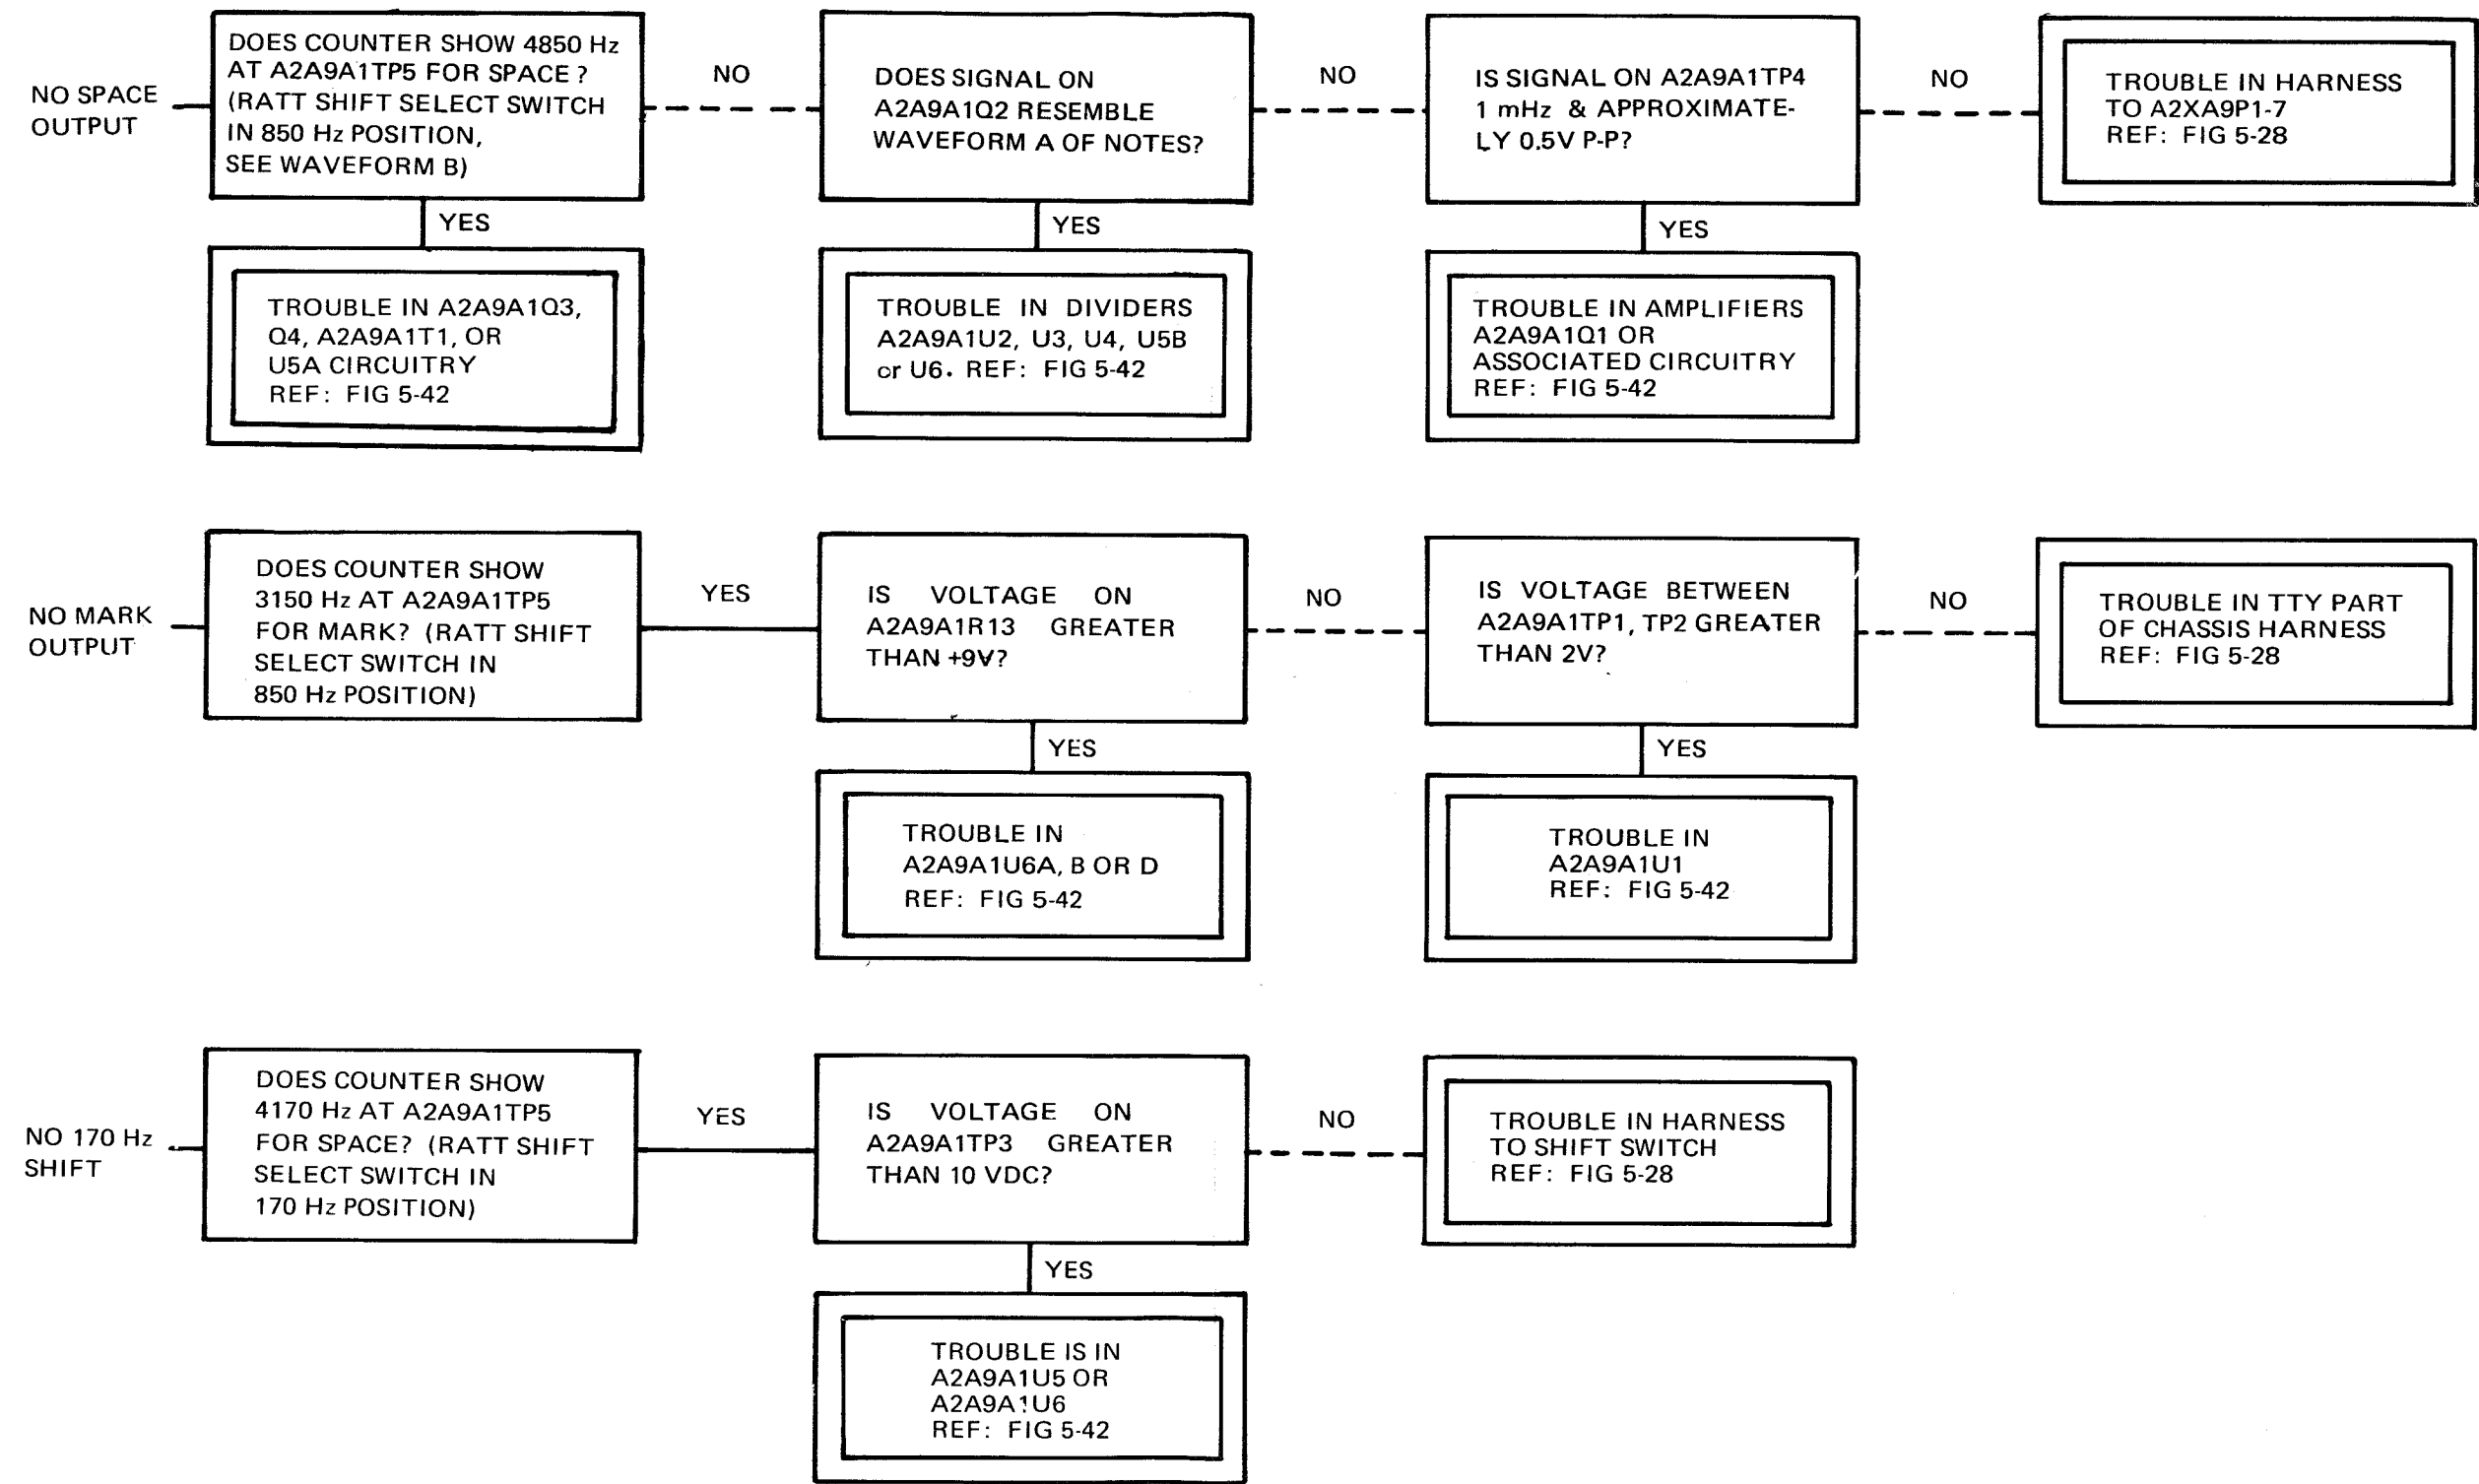 NO SPACE
OUTPUT
DOES COUNTER SHOW 4850 Hz
AT A2A9A1TP5 FOR SPACE ?
(RATT SHIFT SELECT SWITCH
IN 850 Hz POSITION,
SEE WAVEFORM B)
NO
DOES SIGNAL ON
A2A9A1Q2 RESEMBLE
WAVEFORM A OF NOTES?
NO
IS SIGNAL ON A2A9A1TP4
1 mHz & APPROXIMATE-
LY 0.5V P-P?
NO
TROUBLE IN HARNESS
TO A2XA9P1-7
REF: FIG 5-28
YES
YES
YES
TROUBLE IN A2A9A1Q3,
Q4, A2A9A1T1, OR
U5A CIRCUITRY
REF: FIG 5-42
TROUBLE IN DIVIDERS
A2A9A1U2, U3, U4, U5B
or U6. REF: FIG 5-42
TROUBLE IN AMPLIFIERS
A2A9A1Q1 OR
ASSOCIATED CIRCUITRY
REF: FIG 5-42
NO MARK
OUTPUT
DOES COUNTER SHOW
3150 Hz AT A2A9A1TP5
FOR MARK? (RATT SHIFT
SELECT SWITCH IN
850 Hz POSITION)
YES
IS VOLTAGE ON
A2A9A1R13 GREATER
THAN +9V?
NO
IS VOLTAGE BETWEEN
A2A9A1TP1, TP2 GREATER
THAN 2V?
NO
TROUBLE IN TTY PART
OF CHASSIS HARNESS
REF: FIG 5-28
YES
YES
TROUBLE IN
A2A9A1U6A, B OR D
REF: FIG 5-42
TROUBLE IN
A2A9A1U1
REF: FIG 5-42
NO 170 Hz
SHIFT
DOES COUNTER SHOW
4170 Hz AT A2A9A1TP5
FOR SPACE? (RATT SHIFT
SELECT SWITCH IN
170 Hz POSITION)
YES
IS VOLTAGE ON
A2A9A1TP3 GREATER
THAN 10 VDC?
NO
TROUBLE IN HARNESS
TO SHIFT SWITCH
REF: FIG 5-28
YES
TROUBLE IS IN
A2A9A1U5 OR
A2A9A1U6
REF: FIG 5-42